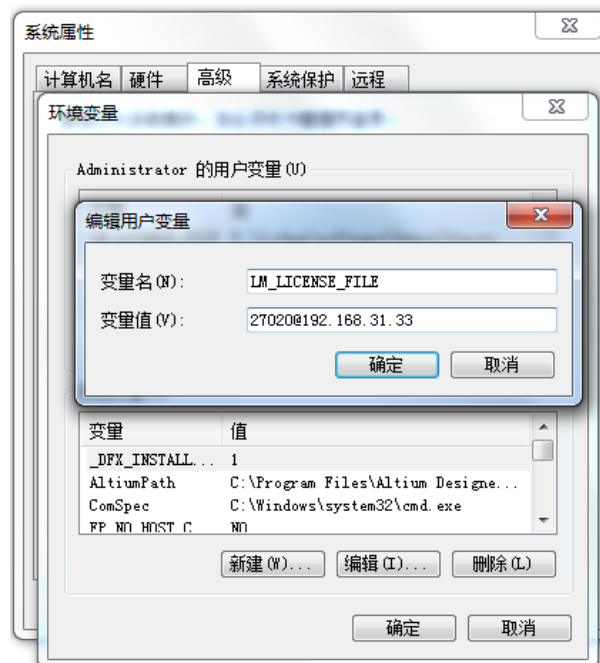 系统属性
计算机名 硬件 高级 系统保护 远程
环境变量
Administrator 的用户变量(U)
编辑用户变量
变量名(N): LM_LICENSE_FILE
变量值(V): 27020@192.168.31.33
确定 取消
变量 值
_DFX_INSTALL... 1
AltiumPath C:\Program Files\Altium Designe...
ComSpec C:\Windows\system32\cmd.exe
FP_NO_HOST_C NO
新建(W)... 编辑(I)... 删除(L)
确定 取消